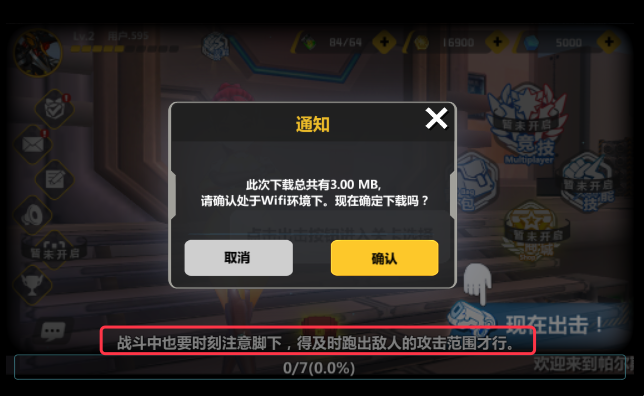 Lv.2 用户.595
84/64
16900
5000
暂未开启
竞技
Multiplayer
通知
此次下载总共有3.00 MB,
请确认处于Wifi环境下。现在确定下载吗？
暂未开启
包
暂未开启
暂未开启
取消
确认
现在出击！
战斗中也要时刻注意脚下，得及时跑出敌人的攻击范围才行。
0/7(0.0%)
欢迎来到帕尔